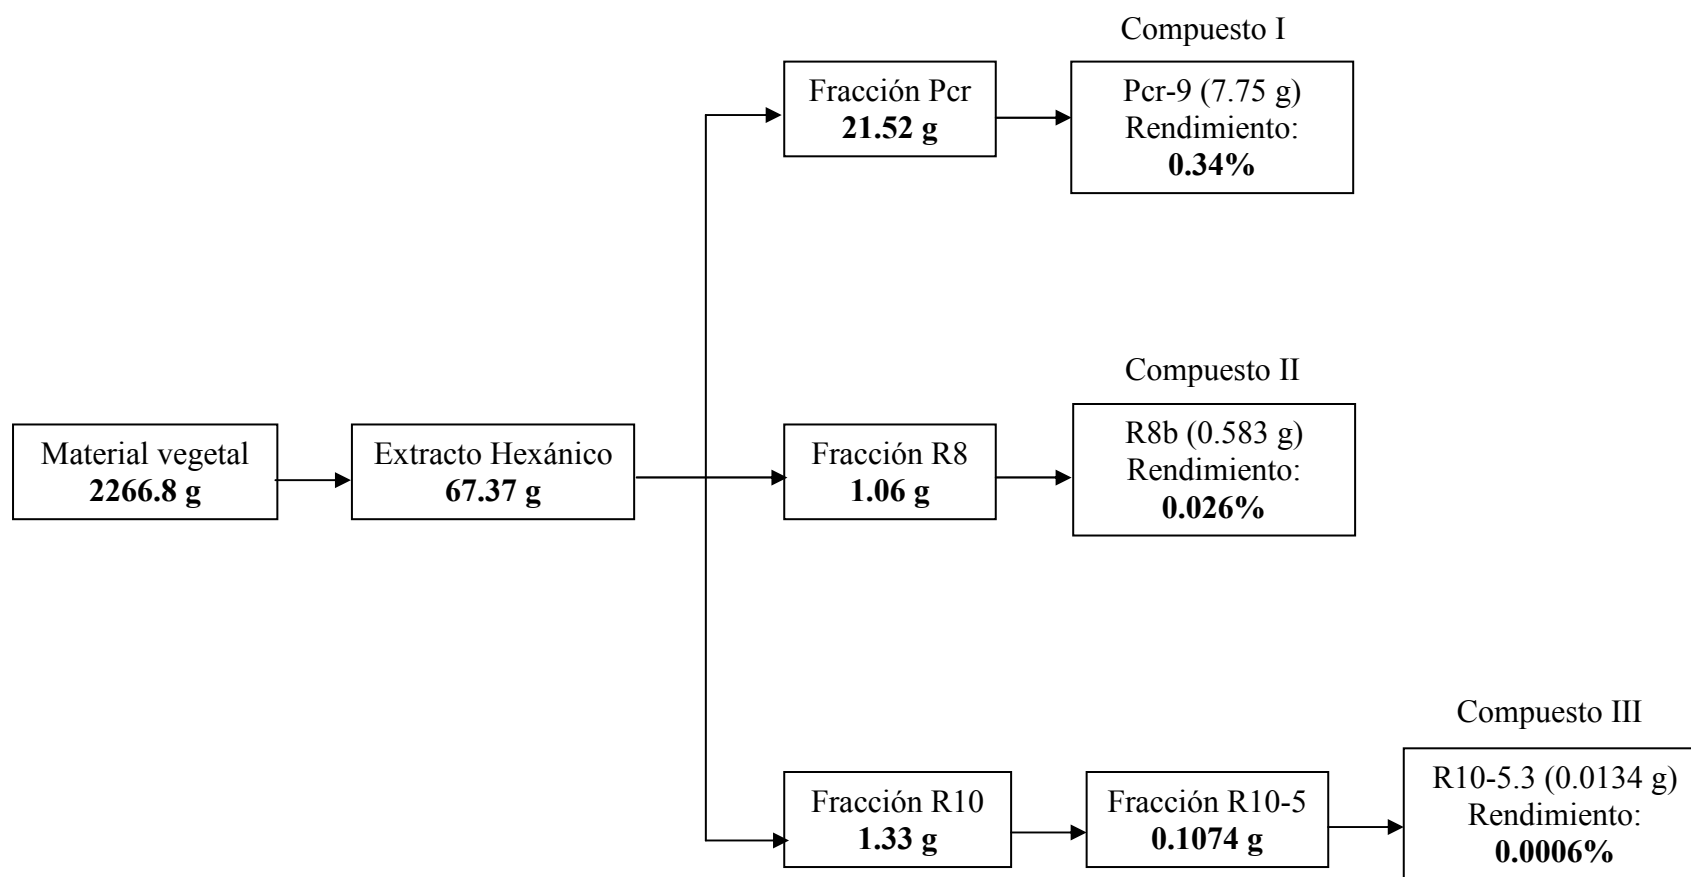 Compuesto I
Fracción Pcr
21.52 g
Pcr-9 (7.75 g)
Rendimiento:
0.34%
Compuesto II
Material vegetal
2266.8 g
Extracto Hexánico
67.37 g
Fracción R8
1.06 g
R8b (0.583 g)
Rendimiento:
0.026%
Compuesto III
Fracción R10
1.33 g
Fracción R10-5
0.1074 g
R10-5.3 (0.0134 g)
Rendimiento:
0.0006%